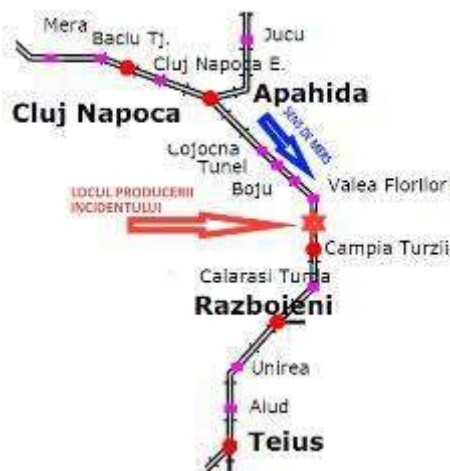 Mera
Baciu Tj.
Jucu
Cluj Napoca E.
Apahida
Cluj Napoca
SENS DE MERS
Cojocna
Tunel
Boju
Valea Florilor
LOCUL PRODUCERII
INCIDENTULUI
Campia Turzii
Calarasi Turda
Razboieni
Unirea
Aiud
Teius